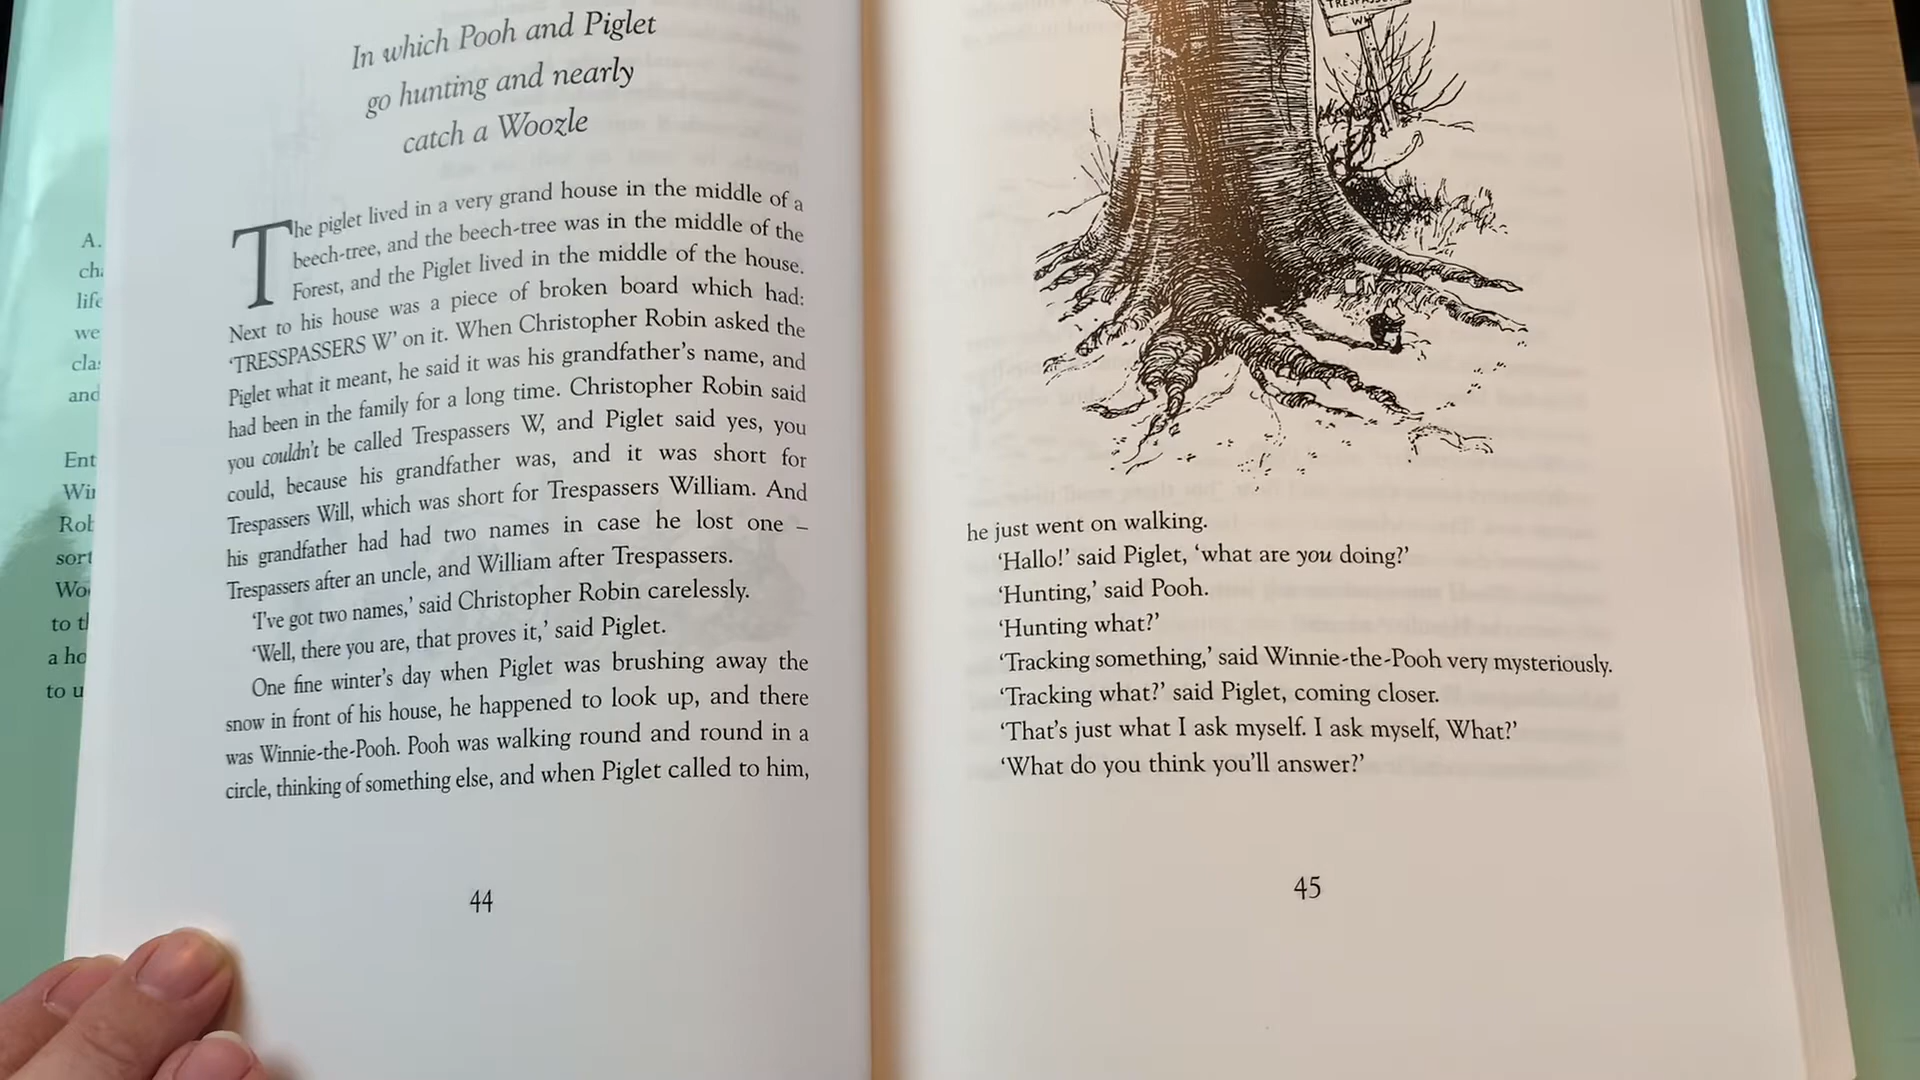 In which Pooh and Piglet
go hunting and nearly
catch a Woozle
The piglet lived in a very grand house in the middle of a
beech-tree, and the beech-tree was in the middle of the
Forest, and the Piglet lived in the middle of the house.
Next to his house was a piece of broken board which had:
‘TRESSPASSERS W’ on it. When Christopher Robin asked the
Piglet what it meant, he said it was his grandfather’s name, and
had been in the family for a long time. Christopher Robin said
you couldn’t be called Trespassers W, and Piglet said yes, you
could, because his grandfather was, and it was short for
Trespassers Will, which was short for Trespassers William. And
his grandfather had had two names in case he lost one –
Trespassers after an uncle, and William after Trespassers.
‘I’ve got two names,’ said Christopher Robin carelessly.
‘Well, there you are, that proves it,’ said Piglet.
One fine winter’s day when Piglet was brushing away the
snow in front of his house, he happened to look up, and there
was Winnie-the-Pooh. Pooh was walking round and round in a
circle, thinking of something else, and when Piglet called to him,
44
he just went on walking.
‘Hallo!’ said Piglet, ‘what are you doing?’
‘Hunting,’ said Pooh.
‘Hunting what?’
‘Tracking something,’ said Winnie-the-Pooh very mysteriously.
‘Tracking what?’ said Piglet, coming closer.
‘That’s just what I ask myself. I ask myself, What?’
‘What do you think you’ll answer?’
45
A.
we
and
to u